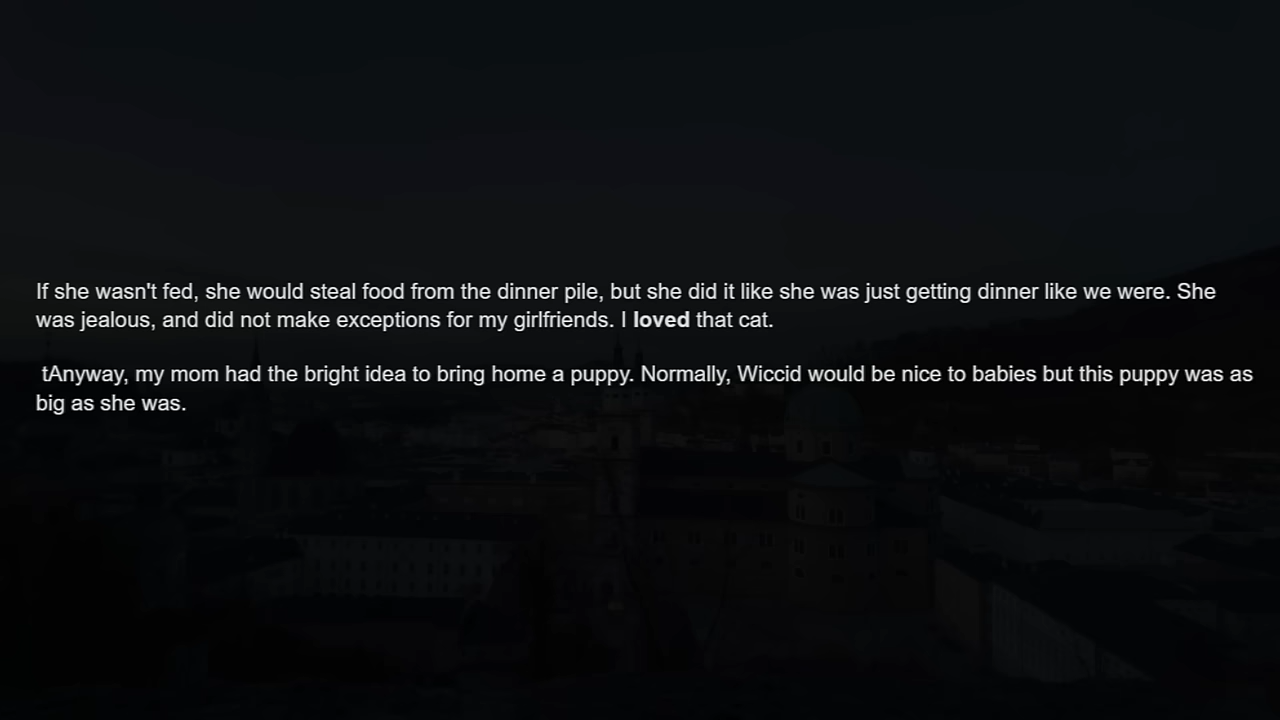 If she wasn't fed, she would steal food from the dinner pile, but she did it like she was just getting dinner like we were. She
was jealous, and did not make exceptions for my girlfriends. I loved that cat.
tAnyway, my mom had the bright idea to bring home a puppy. Normally, Wiccid would be nice to babies but this puppy was as
big as she was.